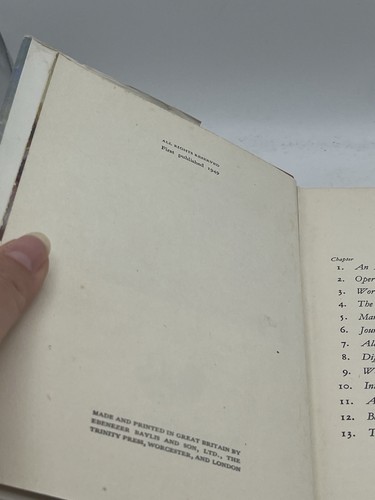 ALL RIGHTS RESERVED
First published 1949
MADE AND PRINTED IN GREAT BRITAIN BY
EBENEZER BAYLIS AND SON, LTD., THE
TRINITY PRESS, WORCESTER, AND LONDON
Chapter
1. An
2.
3.
4. The
5.
6.
7.
8.
9.
10.
11.
12.
13.